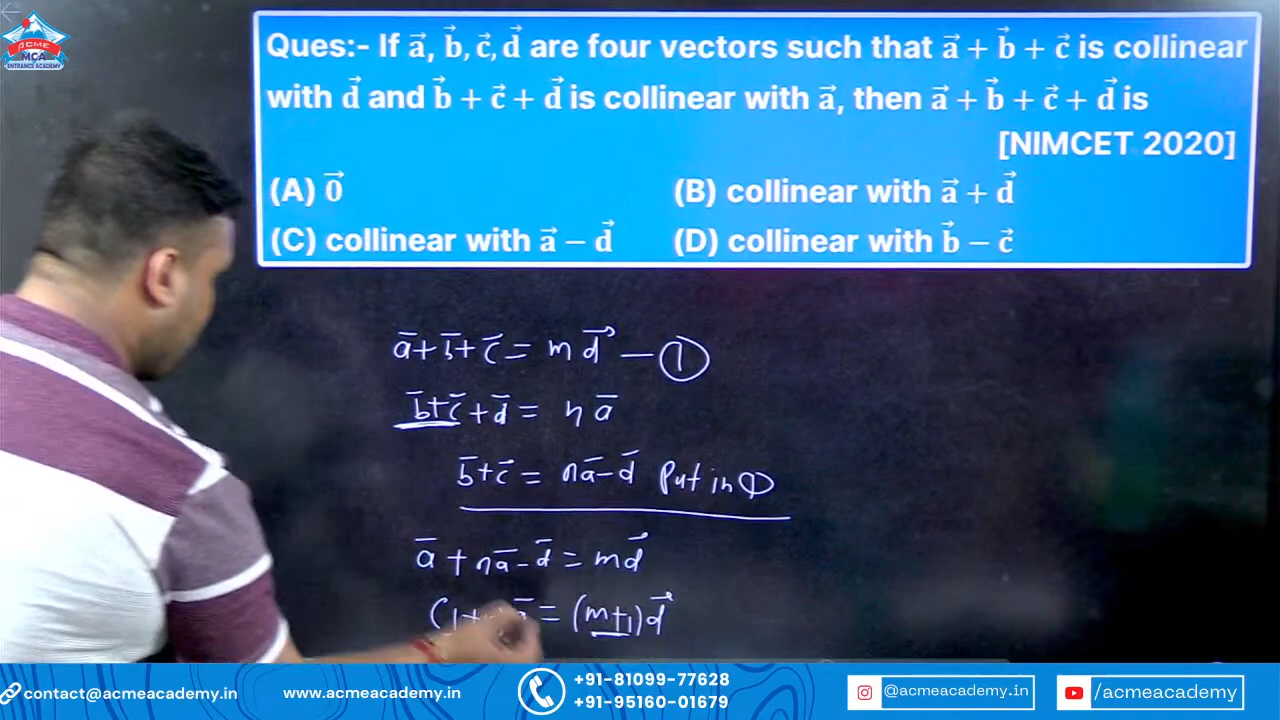 ACME
MCA
ENTRANCE ACADEMY
Ques:- If a⃗, b⃗, c⃗, d⃗ are four vectors such that a⃗ + b⃗ + c⃗ is collinear
with d⃗ and b⃗ + c⃗ + d⃗ is collinear with a⃗, then a⃗ + b⃗ + c⃗ + d⃗ is
[NIMCET 2020]
(A) 0⃗ (B) collinear with a⃗ + d⃗
(C) collinear with a⃗ − d⃗ (D) collinear with b⃗ − c⃗
a̅ + b̅ + c̅ = m d⃗ — ①
b̅ + c̅ + d̅ = n a̅
b̅ + c̅ = n a̅ − d̅ Put in ①
a̅ + n a̅ − d̅ = m d⃗
(1+ = (m+1) d⃗
contact@acmeacademy.in www.acmeacademy.in +91-81099-77628 @acmeacademy.in /acmeacademy
+91-95160-01679